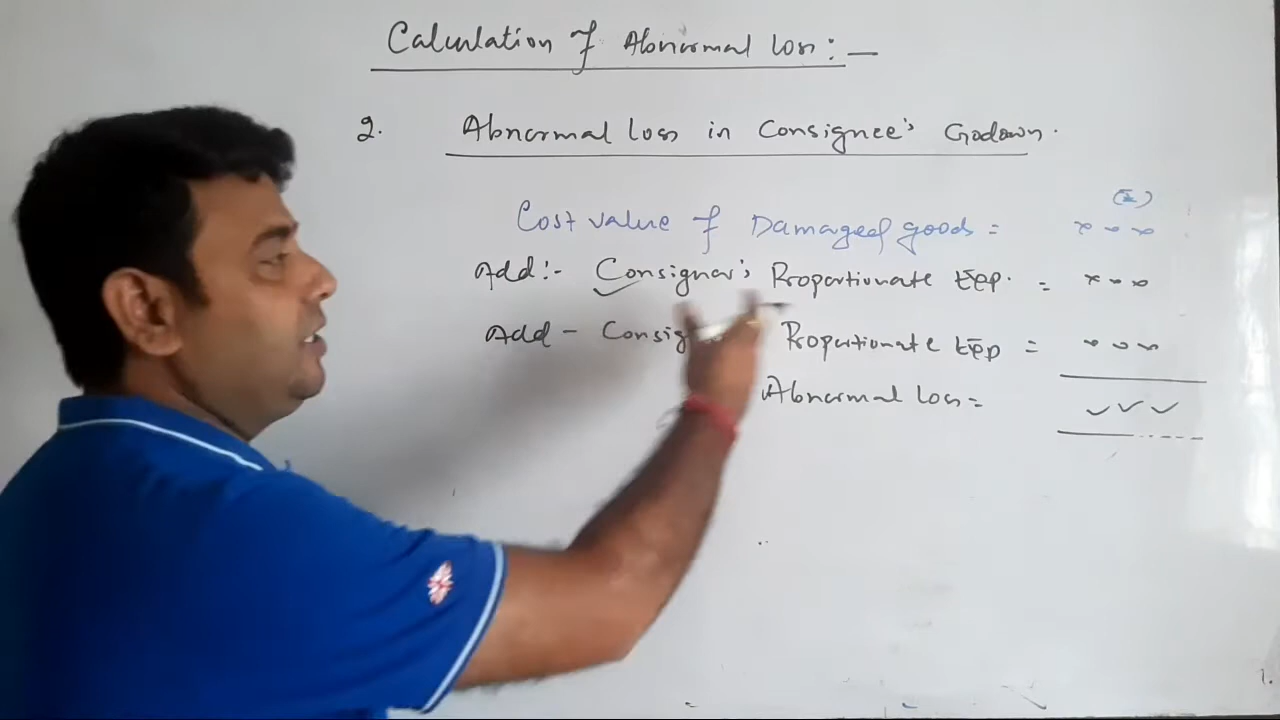 Calculation of Abnormal Loss :—
2. Abnormal Loss in Consignee's Godown.
(₹)
Cost value of Damaged goods = x x x
Add :- Consignor's Proportionate Exp. = x x x
Add - Proportionate Exp = x x x
Abnormal Loss = ✓ ✓ ✓
1.